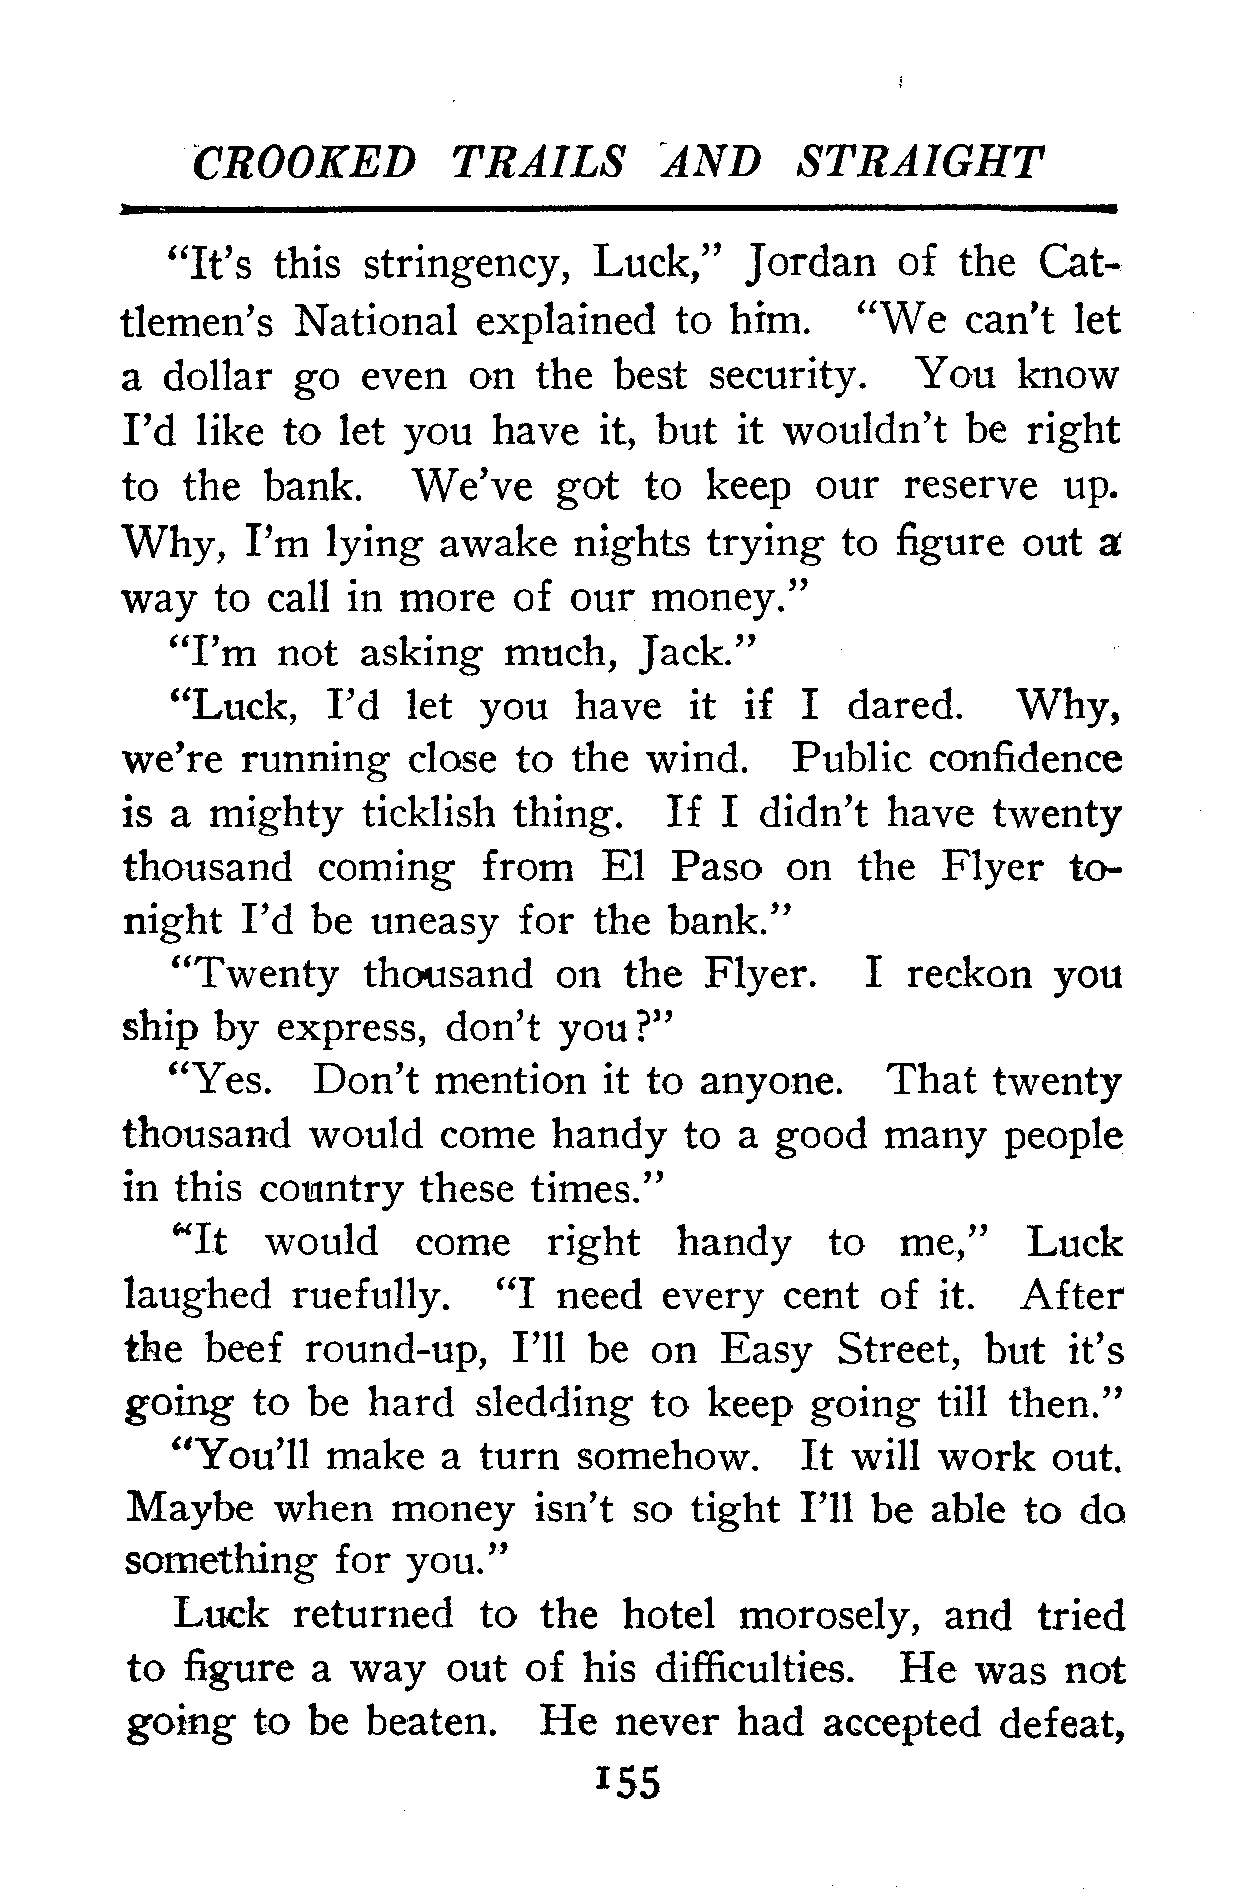 CROOKED TRAILS AND STRAIGHT
“It’s this stringency, Luck,” Jordan of the Cat-
tlemen’s National explained to him. “We can’t let
a dollar go even on the best security. You know
I’d like to let you have it, but it wouldn’t be right
to the bank. We’ve got to keep our reserve up.
Why, I’m lying awake nights trying to figure out a
way to call in more of our money.”
“I’m not asking much, Jack.”
“Luck, I’d let you have it if I dared. Why,
we’re running close to the wind. Public confidence
is a mighty ticklish thing. If I didn’t have twenty
thousand coming from El Paso on the Flyer to-
night I’d be uneasy for the bank.”
“Twenty thousand on the Flyer. I reckon you
ship by express, don’t you?”
“Yes. Don’t mention it to anyone. That twenty
thousand would come handy to a good many people
in this country these times.”
“It would come right handy to me,” Luck
laughed ruefully. “I need every cent of it. After
the beef round-up, I’ll be on Easy Street, but it’s
going to be hard sledding to keep going till then.”
“You’ll make a turn somehow. It will work out.
Maybe when money isn’t so tight I’ll be able to do
something for you.”
Luck returned to the hotel morosely, and tried
to figure a way out of his difficulties. He was not
going to be beaten. He never had accepted defeat,
155